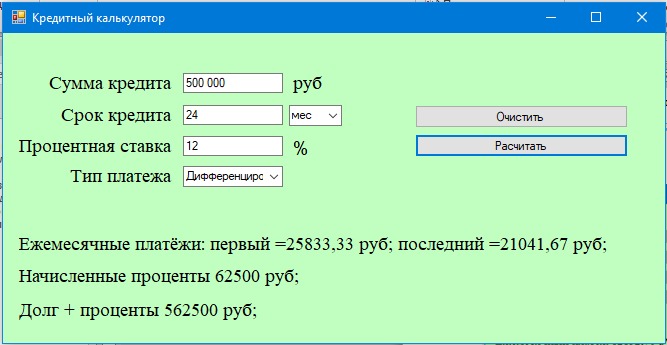 Кредитный калькулятор
Сумма кредита 500 000 руб
Срок кредита 24 мес Очистить
Процентная ставка 12 % Расчитать
Тип платежа Дифференциро
Ежемесячные платёжи: первый =25833,33 руб; последний =21041,67 руб;
Начисленные проценты 62500 руб;
Долг + проценты 562500 руб;